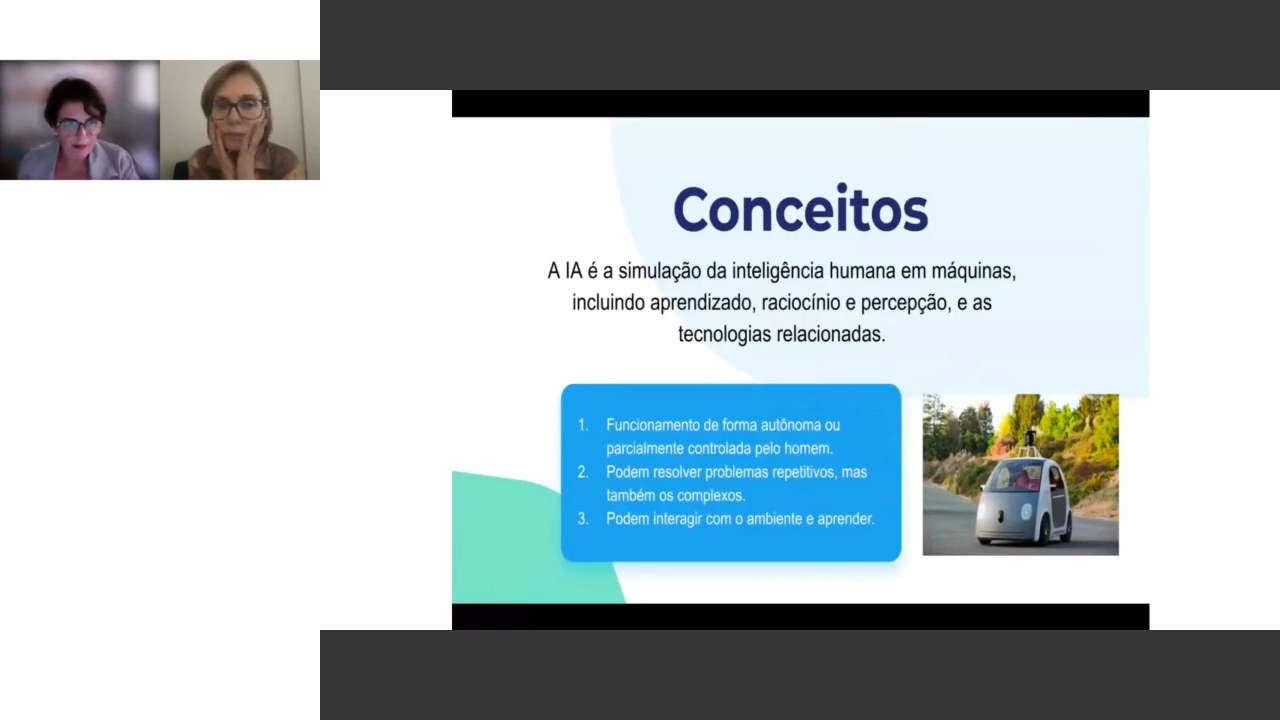 Conceitos
A IA é a simulação da inteligência humana em máquinas,
incluindo aprendizado, raciocínio e percepção, e as
tecnologias relacionadas.
1. Funcionamento de forma autônoma ou
parcialmente controlada pelo homem.
2. Podem resolver problemas repetitivos, mas
também os complexos.
3. Podem interagir com o ambiente e aprender.